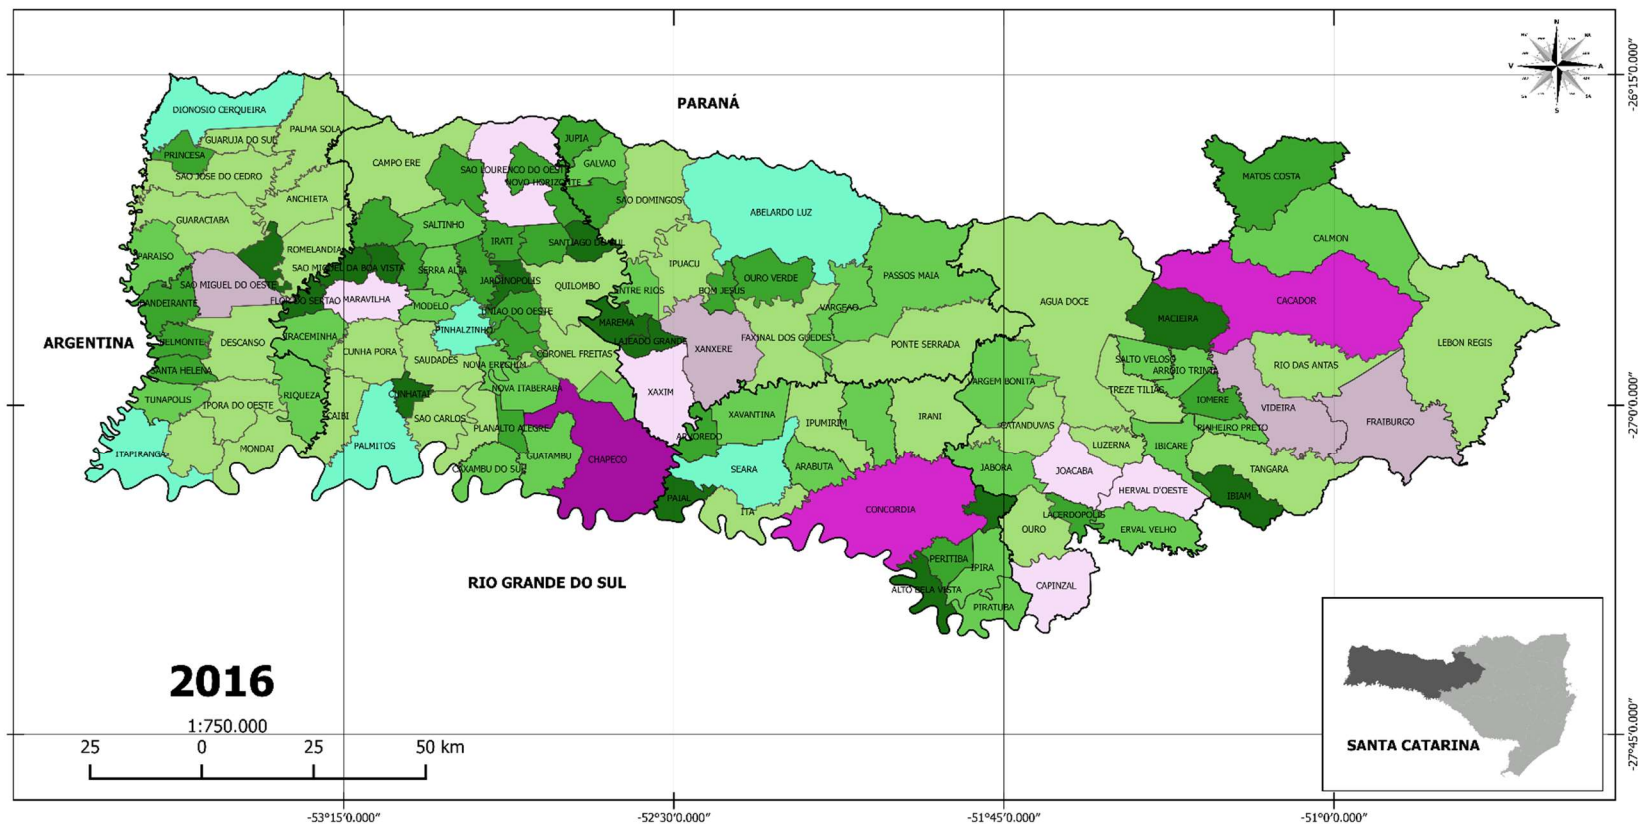 N
V
A
S
PARANÁ
-26°15'0.000"
DIONOSIO CERQUEIRA
PALMA SOLA
GUARUJA DO SUL
PRINCESA
SAO JOSE DO CEDRO
CAMPO ERE
SAO LOURENCO DO OEST
NOVO HORIZONTE
JUPIA
GALVAO
MATOS COSTA
ANCHIETA
GUARACIABA
SALTINHO
SAO DOMINGOS
ABELARDO LUZ
CALMON
ROMELANDIA
PARAISO
IRATI
SANTIAGO DO SUL
SAO MIGUEL DA BOA VISTA
SERRA ALTA
IPUACU
OURO VERDE
PASSOS MAIA
SAO MIGUEL DO OESTE
JARDINOPOLIS
QUILOMBO
ENTRE RIOS
BOM JESUS
BANDEIRANTE
FLOR DO SERTAO
MARAVILHA
MODELO
UNIAO DO OESTE
VARGEAO
AGUA DOCE
CACADOR
MACIEIRA
PINHALZINHO
MAREMA
ARGENTINA
BELMONTE
DESCANSO
IRACEMINHA
LAJEADO GRANDE
FAXINAL DOS GUEDES
PONTE SERRADA
LEBON REGIS
CUNHA PORA
SAUDADES
NOVA ERECHIM
CORONEL FREITAS
XANXERE
SALTO VELOSO
ARROIO TRINTA
RIO DAS ANTAS
SANTA HELENA
VARGEM BONITA
TREZE TILIAS
TUNAPOLIS
IPORA DO OESTE
RIQUEZA
CUNHATAI
NOVA ITABERABA
XAXIM
IOMERE
-27°0'0.000"
CAIBI
SAO CARLOS
PLANALTO ALEGRE
XAVANTINA
IPUMIRIM
IRANI
CATANDUVAS
PINHEIRO PRETO
VIDEIRA
FRAIBURGO
ITAPIRANGA
MONDAI
PALMITOS
ARVOREDO
LUZERNA
IBICARE
CAXAMBU DO SUL
GUATAMBU
CHAPECO
SEARA
ARABUTA
JABORA
JOACABA
TANGARA
PAIAL
ITA
CONCORDIA
HERVAL D'OESTE
IBIAM
LACERDOPOLIS
OURO
ERVAL VELHO
PERITIBA
IPIRA
RIO GRANDE DO SUL
ALTO BELA VISTA
CAPINZAL
PIRATUBA
2016
1:750.000
25 0 25 50 km
SANTA CATARINA
-27°45'0.000"
-53°15'0.000"
-52°30'0.000"
-51°45'0.000"
-51°0'0.000"